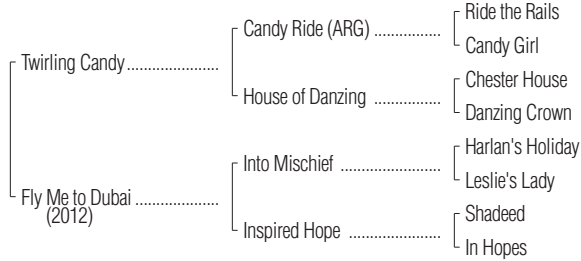 Ride the Rails
Candy Ride (ARG) ................
Candy Girl
Twirling Candy ......................
Chester House
House of Danzing ................
Danzing Crown
Harlan's Holiday
Into Mischief ........................
Leslie's Lady
Fly Me to Dubai ....................
(2012)
Shadeed
Inspired Hope ......................
In Hopes